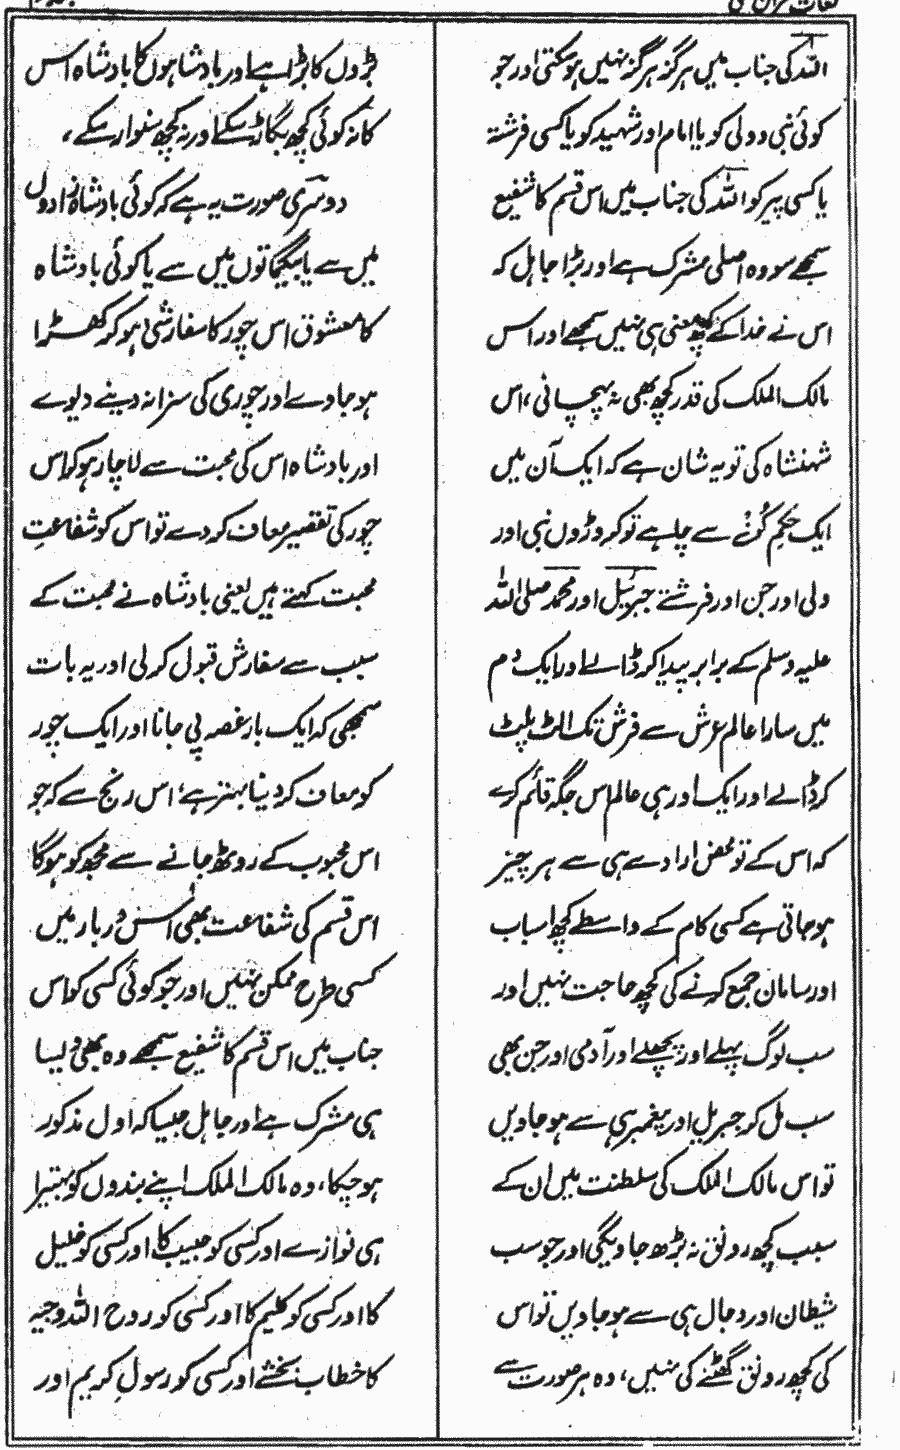 اللہ کی جناب میں ہرگز ہرگز نہیں ہو سکتی اور جو
کوئی نبی و ولی کو یا امام اور شہید کو یا کسی فرشتہ
یا کسی پیر کو اللہ کی جناب میں اس قسم کا شفیع
سمجھے سو وہ اصلی مشرک ہے اور بڑا جاہل کہ
اس نے خدا کے کچھ معنی ہی نہیں سمجھے اور اس
مالک الملک کی قدر کچھ بھی نہ پہچانی، اس
شہنشاہ کی تو یہ شان ہے کہ ایک آن میں
ایک حکمِ کُنْ سے چاہے تو کروڑوں نبی اور
ولی اور جن اور فرشتے جبرئیل اور محمد صلی اللہ
علیہ وسلم کے برابر پیدا کر ڈالے اور ایک دم
میں سارا عالم عرش سے فرش تک الٹ پلٹ
کر ڈالے اور ایک اور ہی عالم اس جگہ قائم کرے
کہ اس کے تو محض ارادے ہی سے ہر چیز
ہو جاتی ہے کسی کام کے واسطے کچھ اسباب
اور سامان جمع کرنے کی کچھ حاجت نہیں اور
سب لوگ پہلے اور پچھلے اور آدمی اور جن بھی
سب مل کر جبریل اور پیغمبر ہی سے ہو جاویں
تو اس مالک الملک کی سلطنت میں ان کے
سبب کچھ رونق نہ بڑھ جاویگی اور جو سب
شیطان اور دجال ہی سے ہو جاویں تو اس
کی کچھ رونق گھٹنے کی نہیں، وہ ہر صورت سے
بڑوں کا بڑا ہے اور بادشاہوں کا بادشاہ اس
کا نہ کوئی کچھ بگاڑ سکے اور نہ کچھ سنوار سکے،
دوسری صورت یہ ہے کہ کوئی بادشاہزادوں
میں سے یا بیگماتوں میں سے یا کوئی بادشاہ
کا معشوق اس چور کا سفارشی ہو کر کھڑا
ہو جاوے اور چوری کی سزا نہ دینے دیوے
اور بادشاہ اس کی محبت سے لاچار ہو کر اس
چور کی تقصیر معاف کر دے تو اس کو شفاعتِ
محبت کہتے ہیں یعنی بادشاہ نے محبت کے
سبب سے سفارش قبول کر لی اور یہ بات
سمجھی کہ ایک بار غصہ پی جانا اور ایک چور
کو معاف کر دینا بہتر ہے، اس رنج سے کہ جو
اس محبوب کے روٹھ جانے سے مجھ کو ہو گا
اس قسم کی شفاعت بھی اس دربار میں
کسی طرح ممکن نہیں اور جو کوئی کسی کو اس
جناب میں اس قسم کا شفیع سمجھے وہ بھی ویسا
ہی مشرک ہے اور جاہل جیسا کہ اول مذکور
ہو چکا، وہ مالک الملک اپنے بندوں کو بہتیرا
ہی نوازے اور کسی کو حبیب کا اور کسی کو خلیل
کا اور کسی کو کلیم کا اور کسی کو روح اللہ وجیہ
کا خطاب بخشے اور کسی کو رسول کریم اور